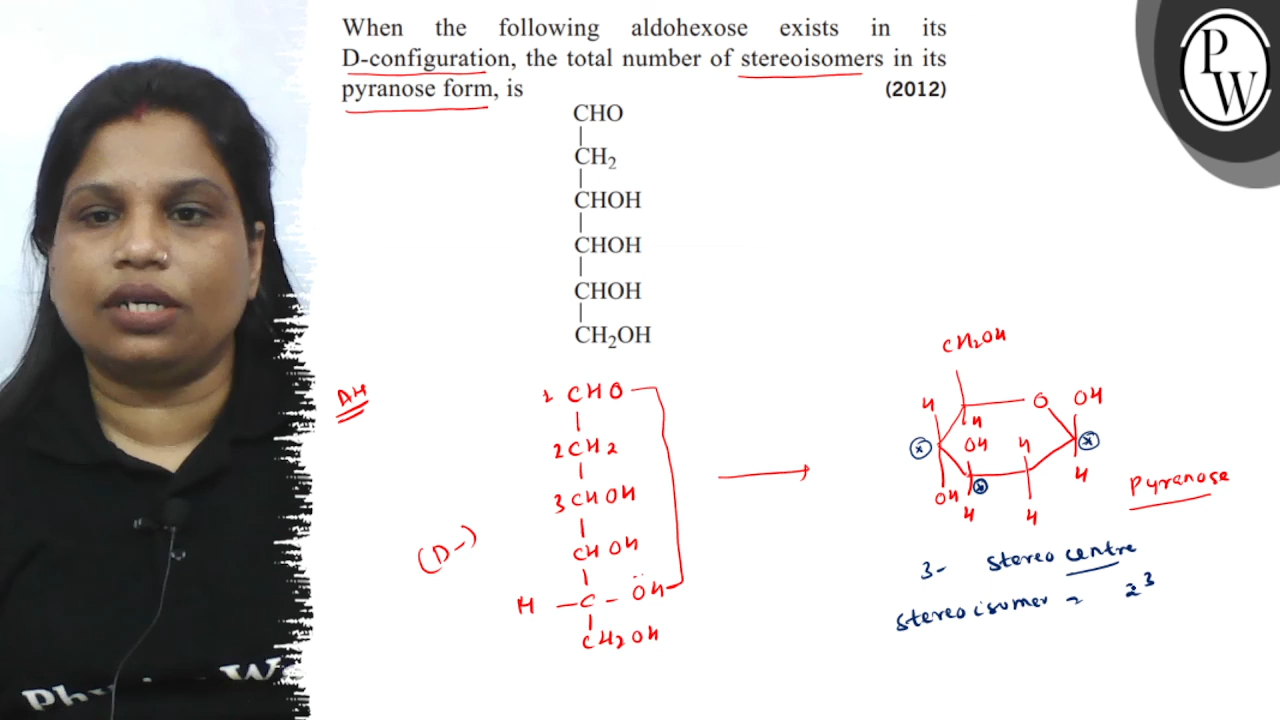 When the following aldohexose exists in its
D-configuration, the total number of stereoisomers in its
pyranose form, is (2012)
CHO
CH₂
CHOH
CHOH
CHOH
CH₂OH
PW
1 CHO
2 CH2
3 CHOH
CHOH
H - C - ÖH
CH2OH
(D-)
CH2OH
H O OH
H
OH H
OH H H
H
Pyranose
3- stereo centre
stereoisomer = 2³